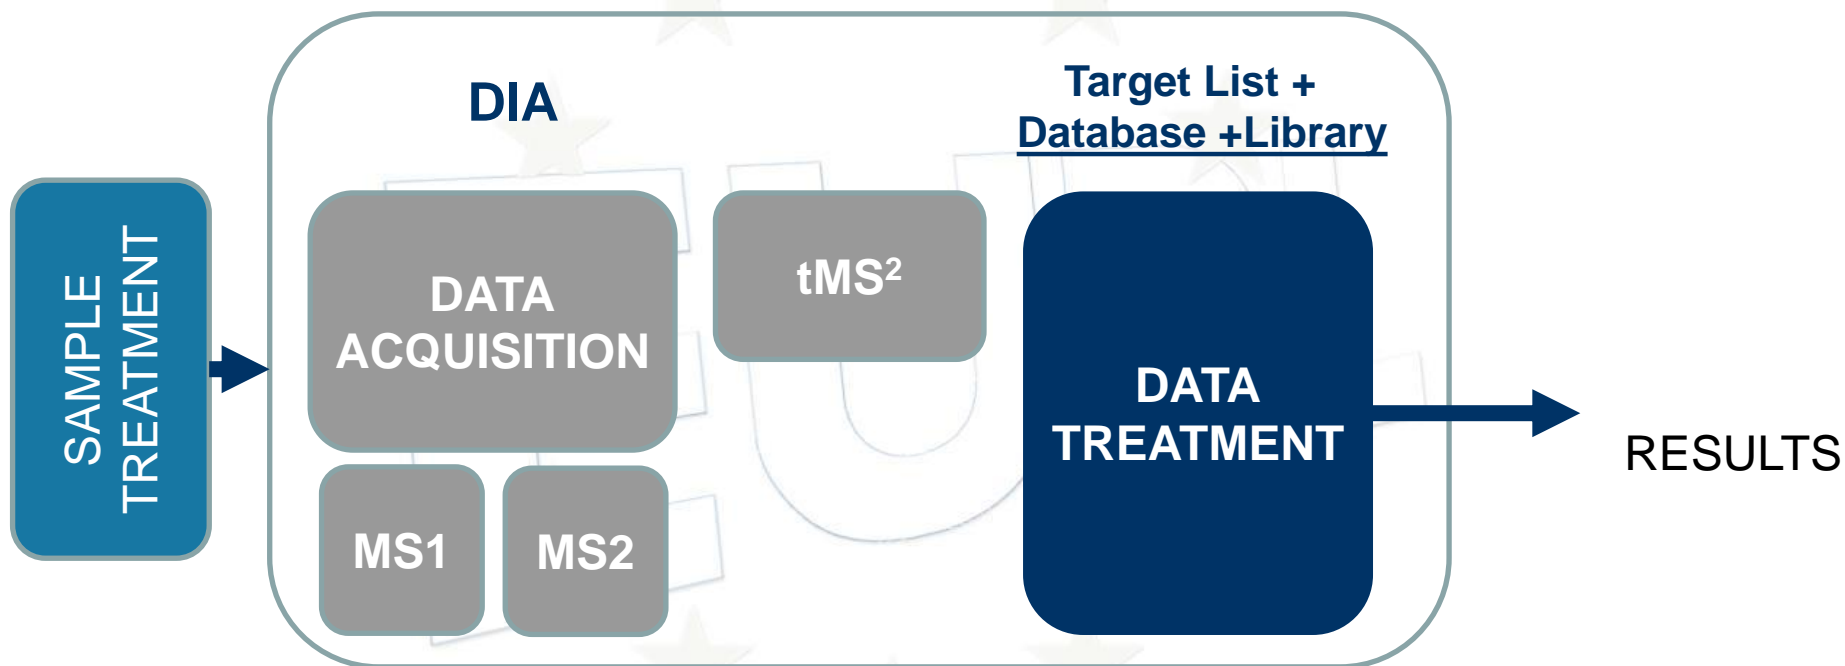 SAMPLE
TREATMENT
DIA
DATA
ACQUISITION
MS1
MS2
tMS²
Target List +
Database +Library
DATA
TREATMENT
RESULTS